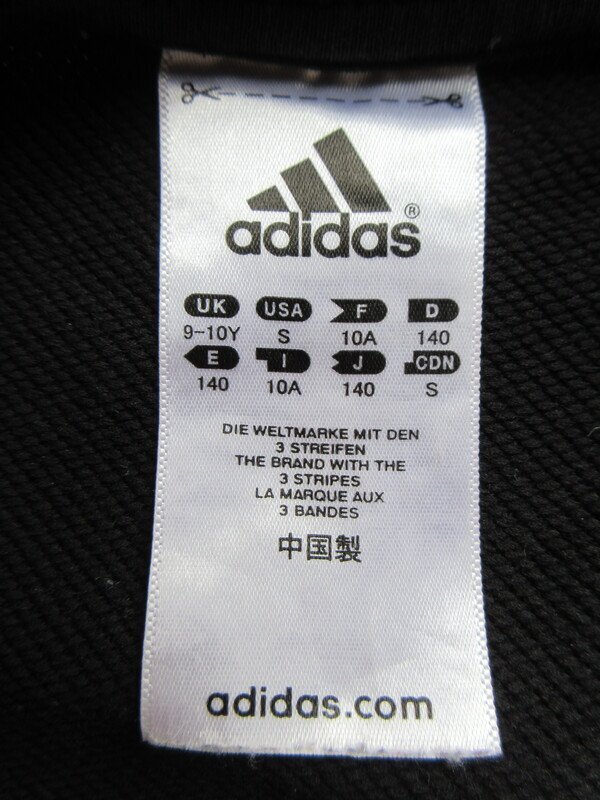 adidas®
UK USA F D
9-10Y S 10A 140
E I J CDN
140 10A 140 S
DIE WELTMARKE MIT DEN
3 STREIFEN
THE BRAND WITH THE
3 STRIPES
LA MARQUE AUX
3 BANDES
中国製
adidas.com